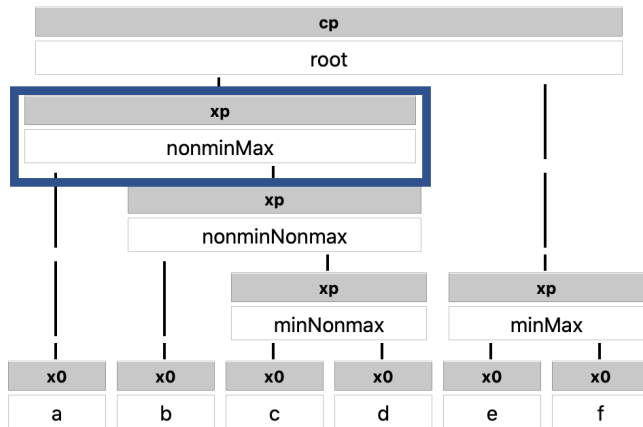 cp
root
xp
nonminMax
xp
nonminNonmax
xp xp
minNonmax minMax
x0 x0 x0 x0 x0 x0
a b c d e f